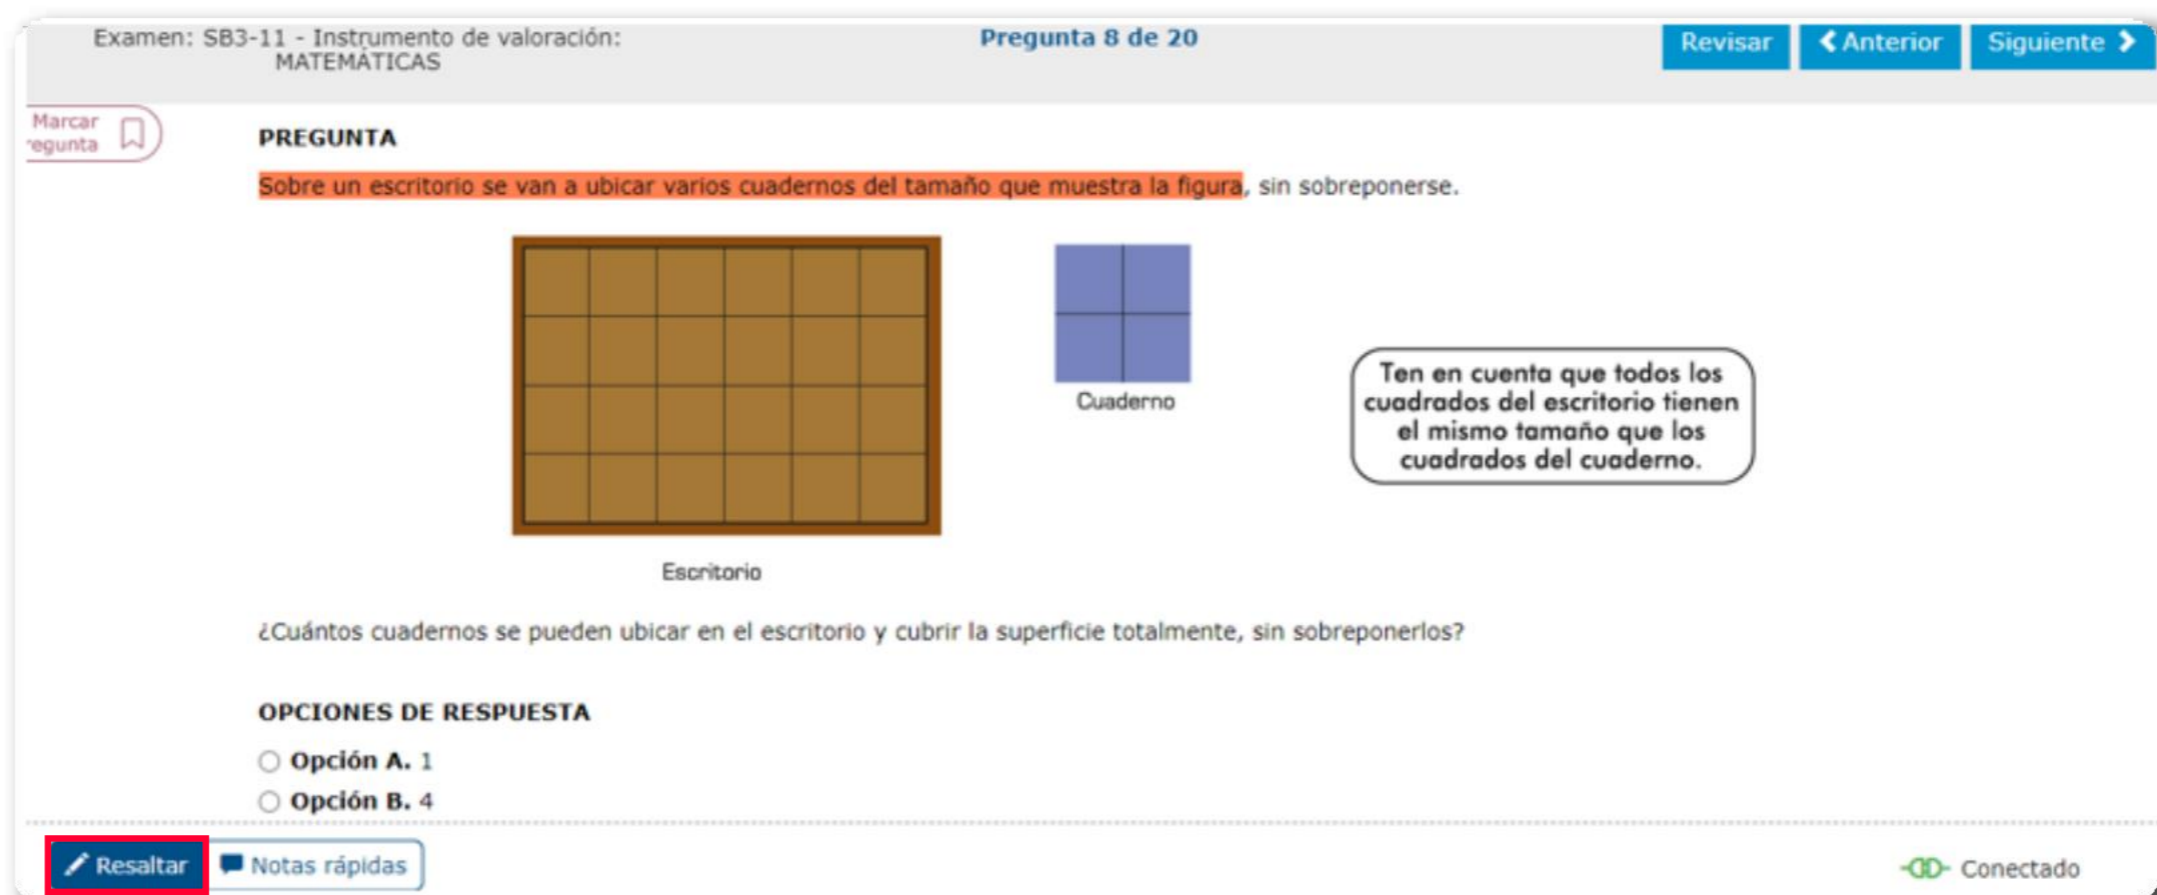 Examen: SB3-11 - Instrumento de valoración:
MATEMÁTICAS
Pregunta 8 de 20
Revisar
Anterior
Siguiente
Marcar
regunta
PREGUNTA
Sobre un escritorio se van a ubicar varios cuadernos del tamaño que muestra la figura, sin sobreponerse.
Cuaderno
Ten en cuenta que todos los
cuadrados del escritorio tienen
el mismo tamaño que los
cuadrados del cuaderno.
Escritorio
¿Cuántos cuadernos se pueden ubicar en el escritorio y cubrir la superficie totalmente, sin sobreponerlos?
OPCIONES DE RESPUESTA
Opción A. 1
Opción B. 4
Resaltar
Notas rápidas
Conectado